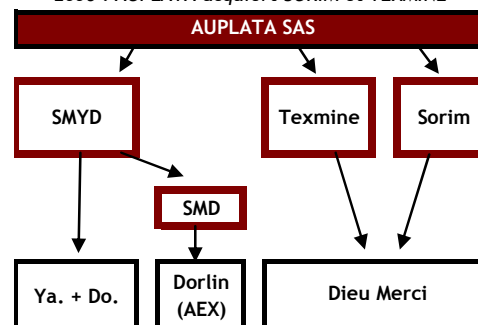 AUPLATA SAS
SMYD
Texmine
Sorim
SMD
Ya. + Do.
Dorlin
(AEX)
Dieu Merci